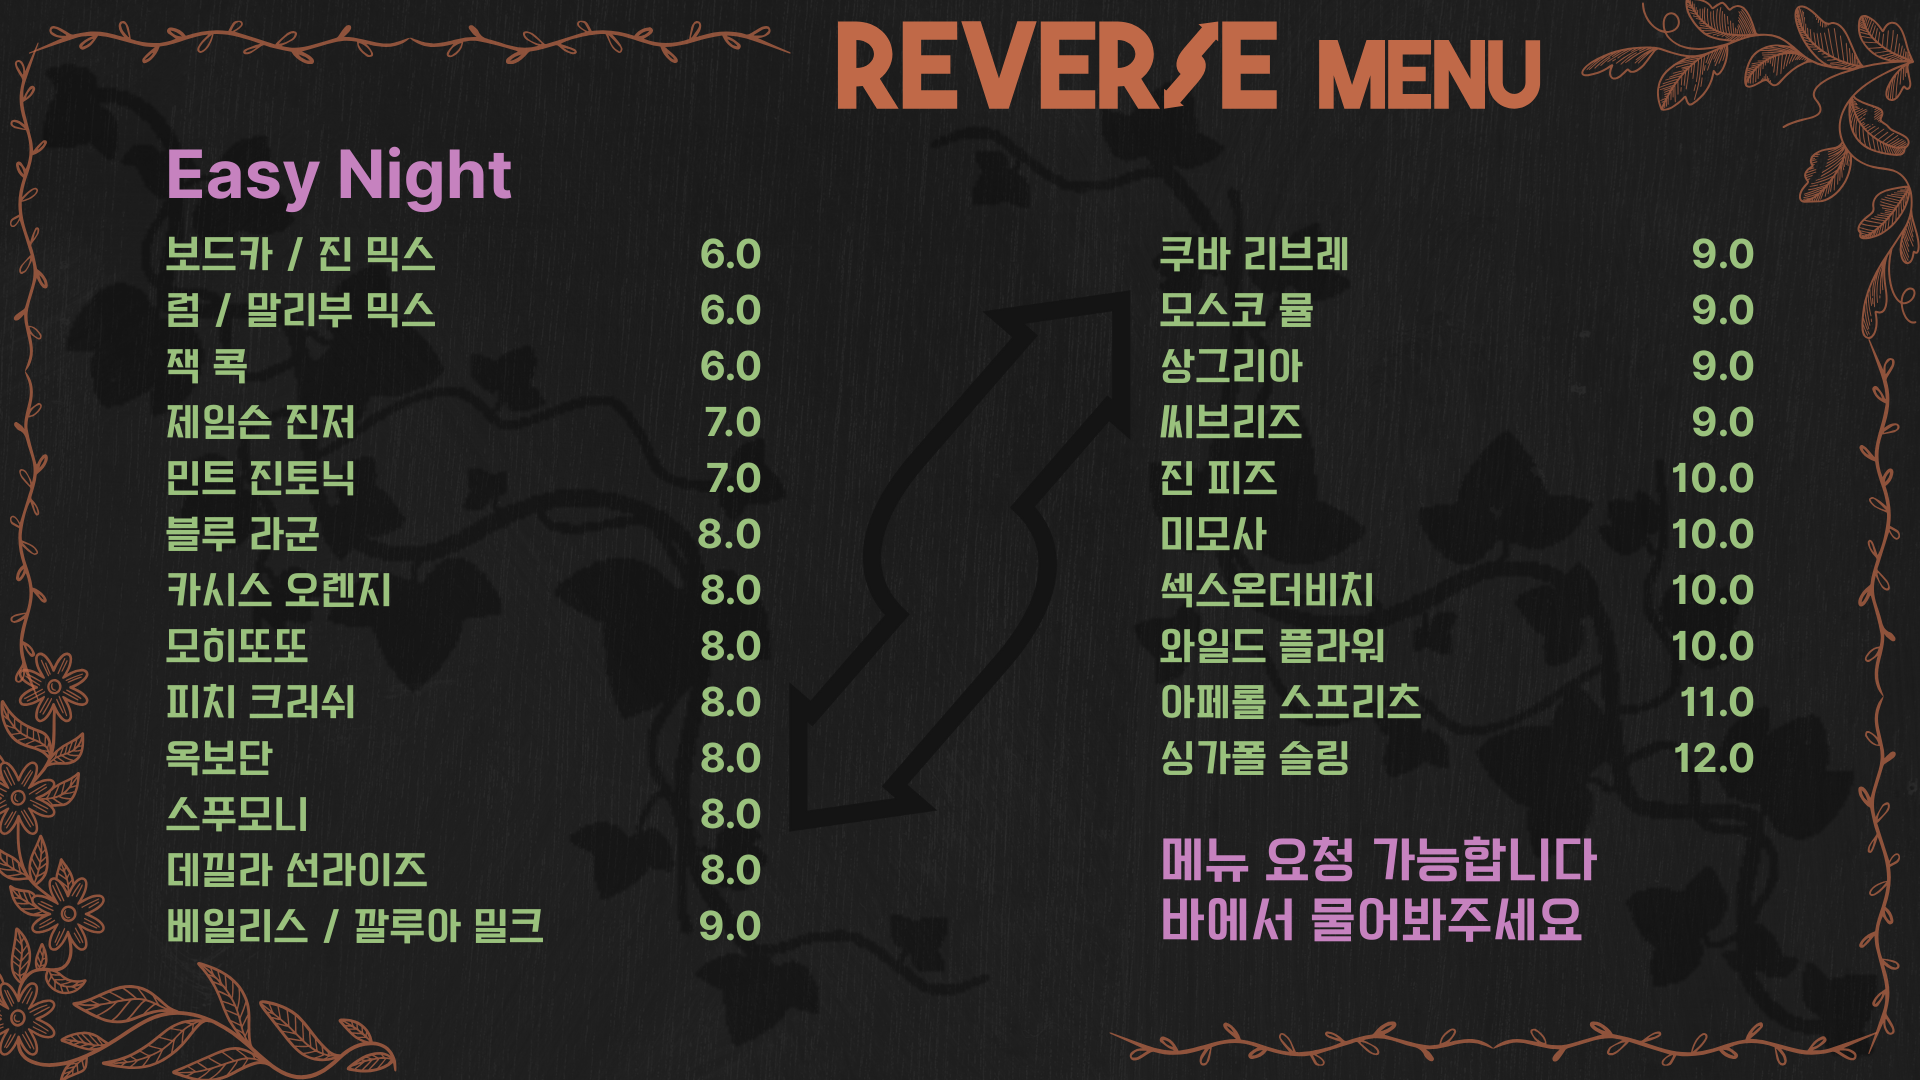 REVERSE MENU
Easy Night
보드카 / 진 믹스 6.0
럼 / 말리부 믹스 6.0
잭 콕 6.0
제임슨 진저 7.0
민트 진토닉 7.0
블루 라군 8.0
카시스 오렌지 8.0
모히또또 8.0
피치 크러쉬 8.0
옥보단 8.0
스푸모니 8.0
데낄라 선라이즈 8.0
베일리스 / 깔루아 밀크 9.0
쿠바 리브레 9.0
모스코 뮬 9.0
상그리아 9.0
씨브리즈 9.0
진 피즈 10.0
미모사 10.0
섹스온더비치 10.0
와일드 플라워 10.0
아페롤 스프리츠 11.0
싱가폴 슬링 12.0
메뉴 요청 가능합니다
바에서 물어봐주세요